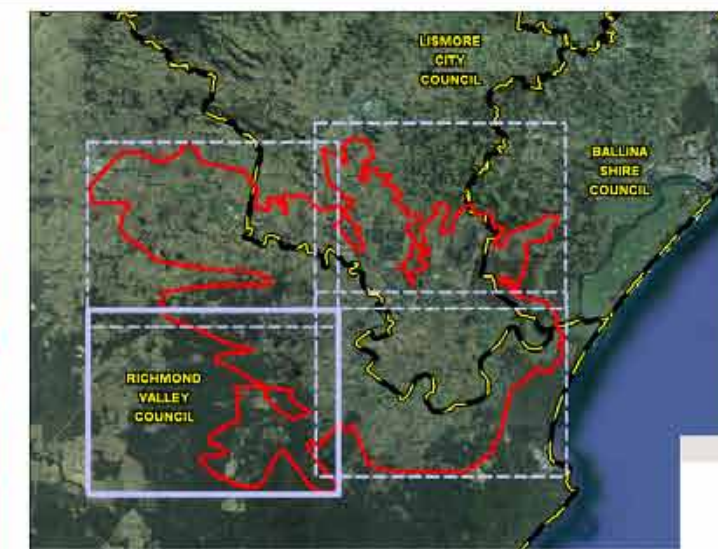 LISMORE
CITY
COUNCIL
BALLINA
SHIRE
COUNCIL
RICHMOND
VALLEY
COUNCIL